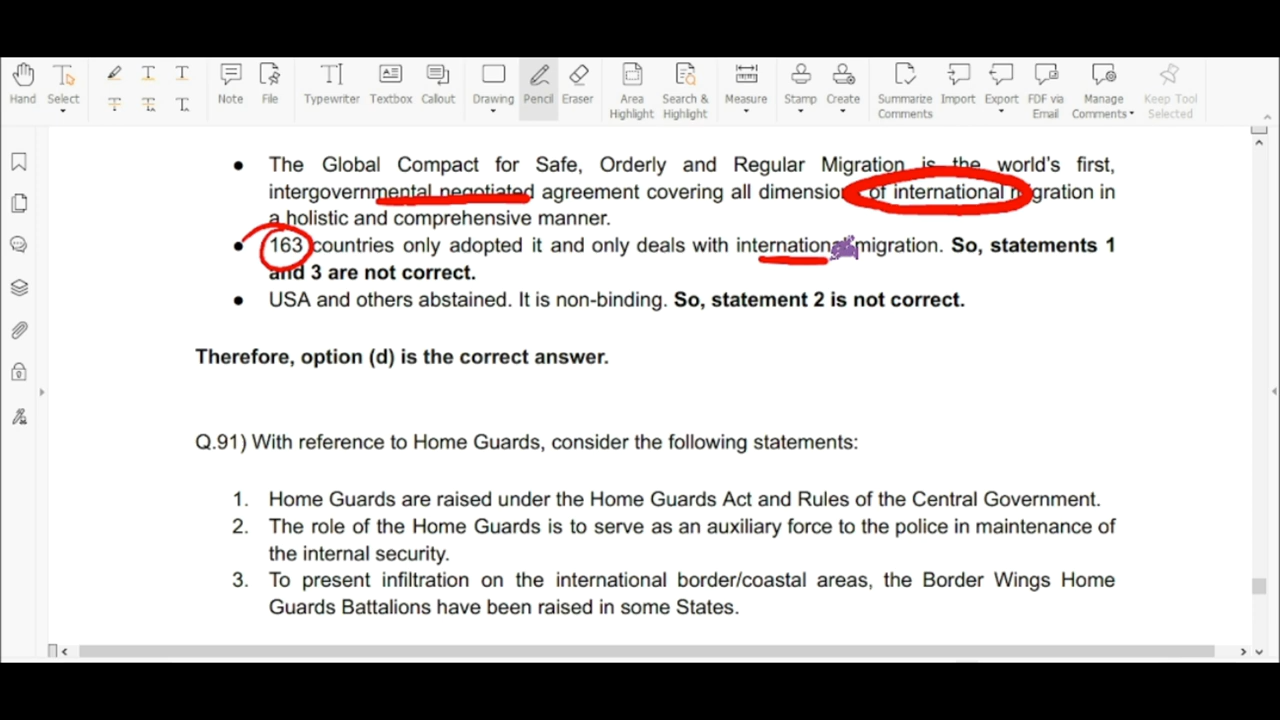 Hand Select Note File Typewriter Textbox Callout Drawing Pencil Eraser Area Highlight Search & Highlight Measure Stamp Create Summarize Comments Import Export FDF via Email Manage Comments Keep Tool Selected
● The Global Compact for Safe, Orderly and Regular Migration is the world's first,
intergovernmental negotiated agreement covering all dimensions of international migration in
a holistic and comprehensive manner.
● 163 countries only adopted it and only deals with international migration. So, statements 1
and 3 are not correct.
● USA and others abstained. It is non-binding. So, statement 2 is not correct.
Therefore, option (d) is the correct answer.
Q.91) With reference to Home Guards, consider the following statements:
1. Home Guards are raised under the Home Guards Act and Rules of the Central Government.
2. The role of the Home Guards is to serve as an auxiliary force to the police in maintenance of
the internal security.
3. To present infiltration on the international border/coastal areas, the Border Wings Home
Guards Battalions have been raised in some States.